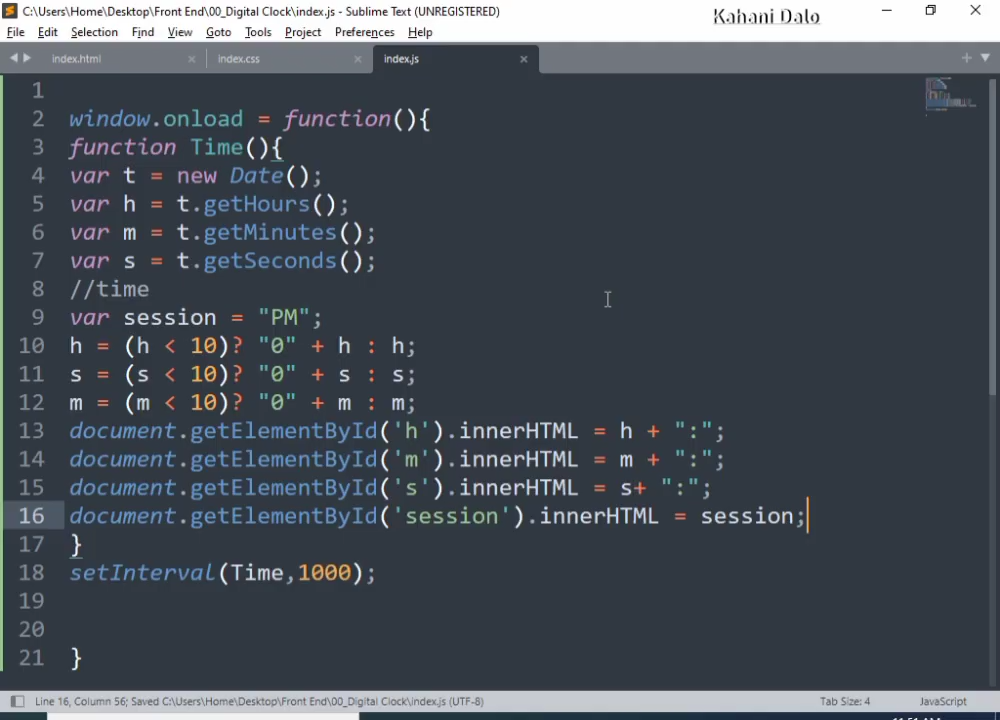 C:\Users\Home\Desktop\Front End\00_Digital Clock\index.js - Sublime Text (UNREGISTERED)
Kahani Dalo
File Edit Selection Find View Goto Tools Project Preferences Help
index.html index.css index.js
1
2 window.onload = function(){
3 function Time(){
4 var t = new Date();
5 var h = t.getHours();
6 var m = t.getMinutes();
7 var s = t.getSeconds();
8 //time
9 var session = "PM";
10 h = (h < 10)? "0" + h : h;
11 s = (s < 10)? "0" + s : s;
12 m = (m < 10)? "0" + m : m;
13 document.getElementById('h').innerHTML = h + ":";
14 document.getElementById('m').innerHTML = m + ":";
15 document.getElementById('s').innerHTML = s+ ":";
16 document.getElementById('session').innerHTML = session;
17 }
18 setInterval(Time,1000);
19
20
21 }
Line 16, Column 56; Saved C:\Users\Home\Desktop\Front End\00_Digital Clock\index.js (UTF-8) Tab Size: 4 JavaScript